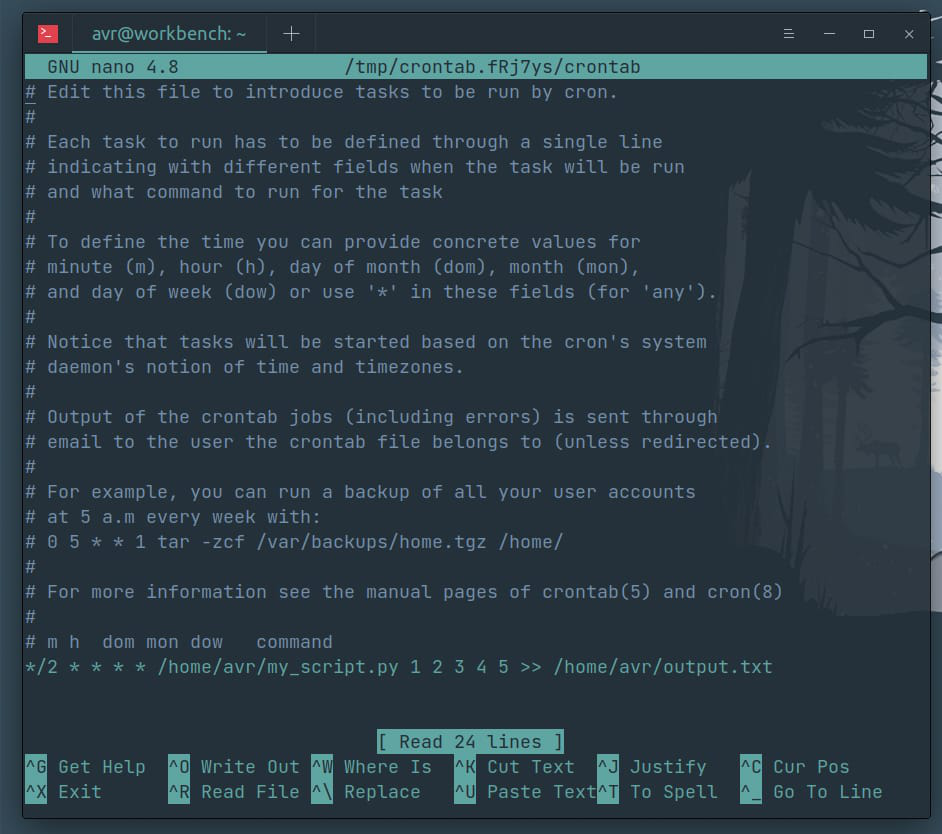 avr@workbench: ~
GNU nano 4.8 /tmp/crontab.fRj7ys/crontab
# Edit this file to introduce tasks to be run by cron.
#
# Each task to run has to be defined through a single line
# indicating with different fields when the task will be run
# and what command to run for the task
#
# To define the time you can provide concrete values for
# minute (m), hour (h), day of month (dom), month (mon),
# and day of week (dow) or use '*' in these fields (for 'any').
#
# Notice that tasks will be started based on the cron's system
# daemon's notion of time and timezones.
#
# Output of the crontab jobs (including errors) is sent through
# email to the user the crontab file belongs to (unless redirected).
#
# For example, you can run a backup of all your user accounts
# at 5 a.m every week with:
# 0 5 * * 1 tar -zcf /var/backups/home.tgz /home/
#
# For more information see the manual pages of crontab(5) and cron(8)
#
# m h  dom mon dow   command
*/2 * * * * /home/avr/my_script.py 1 2 3 4 5 >> /home/avr/output.txt
[ Read 24 lines ]
^G Get Help ^O Write Out ^W Where Is ^K Cut Text ^J Justify ^C Cur Pos
^X Exit ^R Read File ^\ Replace ^U Paste Text ^T To Spell ^_ Go To Line